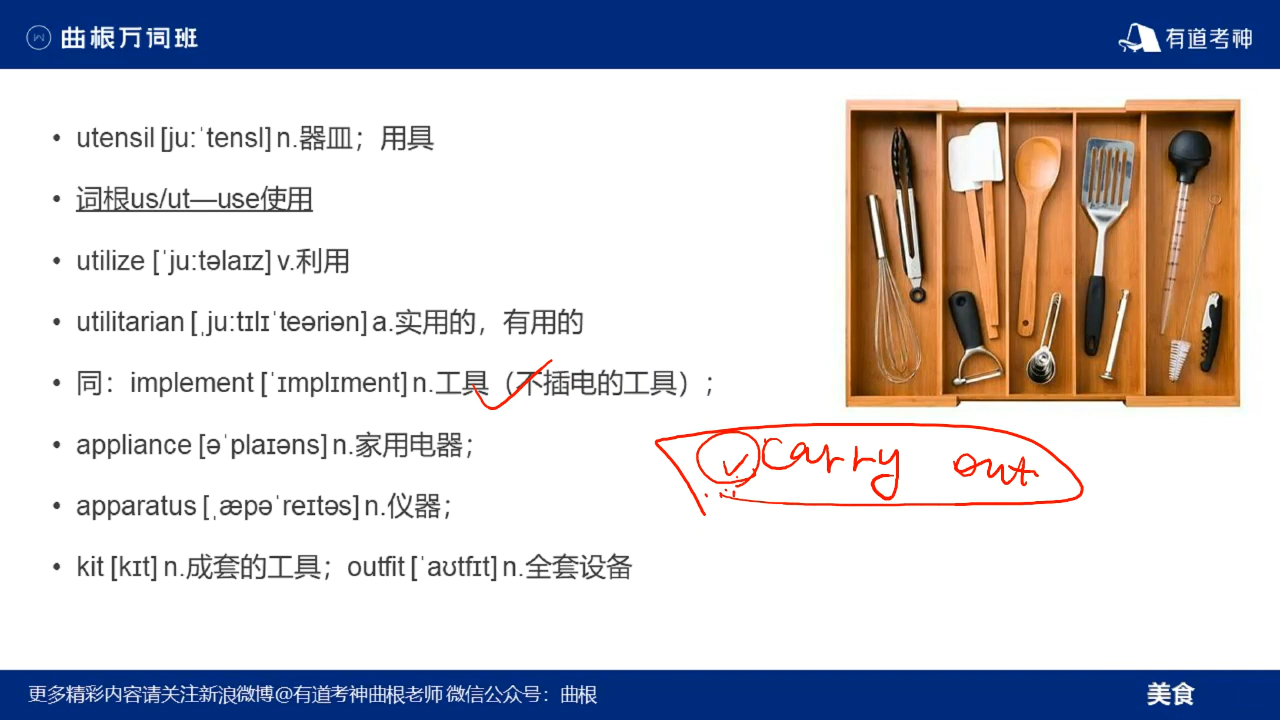 曲根万词班
有道考神
utensil [juːˈtensl] n.器皿；用具
词根us/ut—use使用
utilize [ˈjuːtəlaɪz] v.利用
utilitarian [ˌjuːtɪlɪˈteəriən] a.实用的，有用的
同：implement [ˈɪmplɪment] n.工具（不插电的工具）；
appliance [əˈplaɪəns] n.家用电器；
v carry out
apparatus [ˌæpəˈreɪtəs] n.仪器；
kit [kɪt] n.成套的工具；outfit [ˈaʊtfɪt] n.全套设备
更多精彩内容请关注新浪微博@有道考神曲根老师 微信公众号：曲根
美食